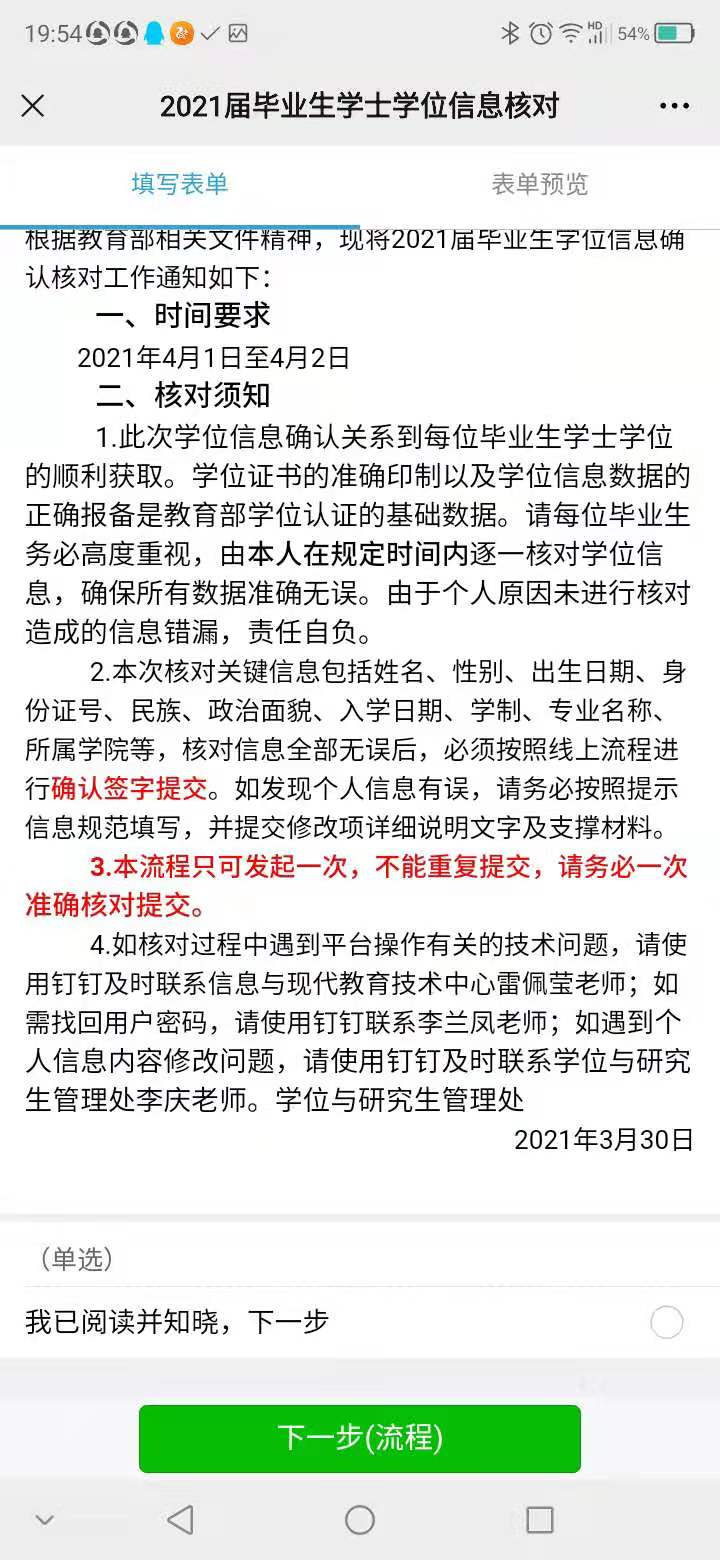 19:54
HD
54%
2021届毕业生学士学位信息核对
填写表单
表单预览
根据教育部相关文件精神，现将2021届毕业生学位信息确
认核对工作通知如下：
一、时间要求
2021年4月1日至4月2日
二、核对须知
1.此次学位信息确认关系到每位毕业生学士学位
的顺利获取。学位证书的准确印制以及学位信息数据的
正确报备是教育部学位认证的基础数据。请每位毕业生
务必高度重视，由本人在规定时间内逐一核对学位信
息，确保所有数据准确无误。由于个人原因未进行核对
造成的信息错漏，责任自负。
2.本次核对关键信息包括姓名、性别、出生日期、身
份证号、民族、政治面貌、入学日期、学制、专业名称、
所属学院等，核对信息全部无误后，必须按照线上流程进
行确认签字提交。如发现个人信息有误，请务必按照提示
信息规范填写，并提交修改项详细说明文字及支撑材料。
3.本流程只可发起一次，不能重复提交，请务必一次
准确核对提交。
4.如核对过程中遇到平台操作有关的技术问题，请使
用钉钉及时联系信息与现代教育技术中心雷佩莹老师；如
需找回用户密码，请使用钉钉联系李兰凤老师；如遇到个
人信息内容修改问题，请使用钉钉及时联系学位与研究
生管理处李庆老师。学位与研究生管理处
2021年3月30日
（单选）
我已阅读并知晓，下一步
下一步(流程)